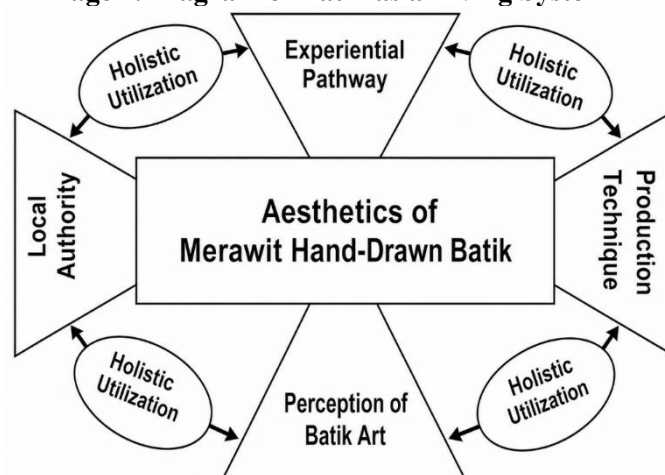 Holistic
Utilization
Experiential
Pathway
Holistic
Utilization
Local
Authority
Aesthetics of
Merawit Hand-Drawn Batik
Production
Technique
Holistic
Utilization
Perception of
Batik Art
Holistic
Utilization